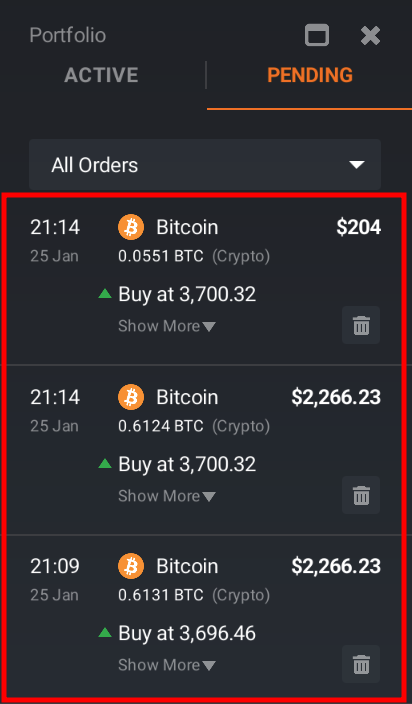 Portfolio
ACTIVE PENDING
All Orders
21:14 Bitcoin $204
25 Jan 0.0551 BTC (Crypto)
Buy at 3,700.32
Show More
21:14 Bitcoin $2,266.23
25 Jan 0.6124 BTC (Crypto)
Buy at 3,700.32
Show More
21:09 Bitcoin $2,266.23
25 Jan 0.6131 BTC (Crypto)
Buy at 3,696.46
Show More